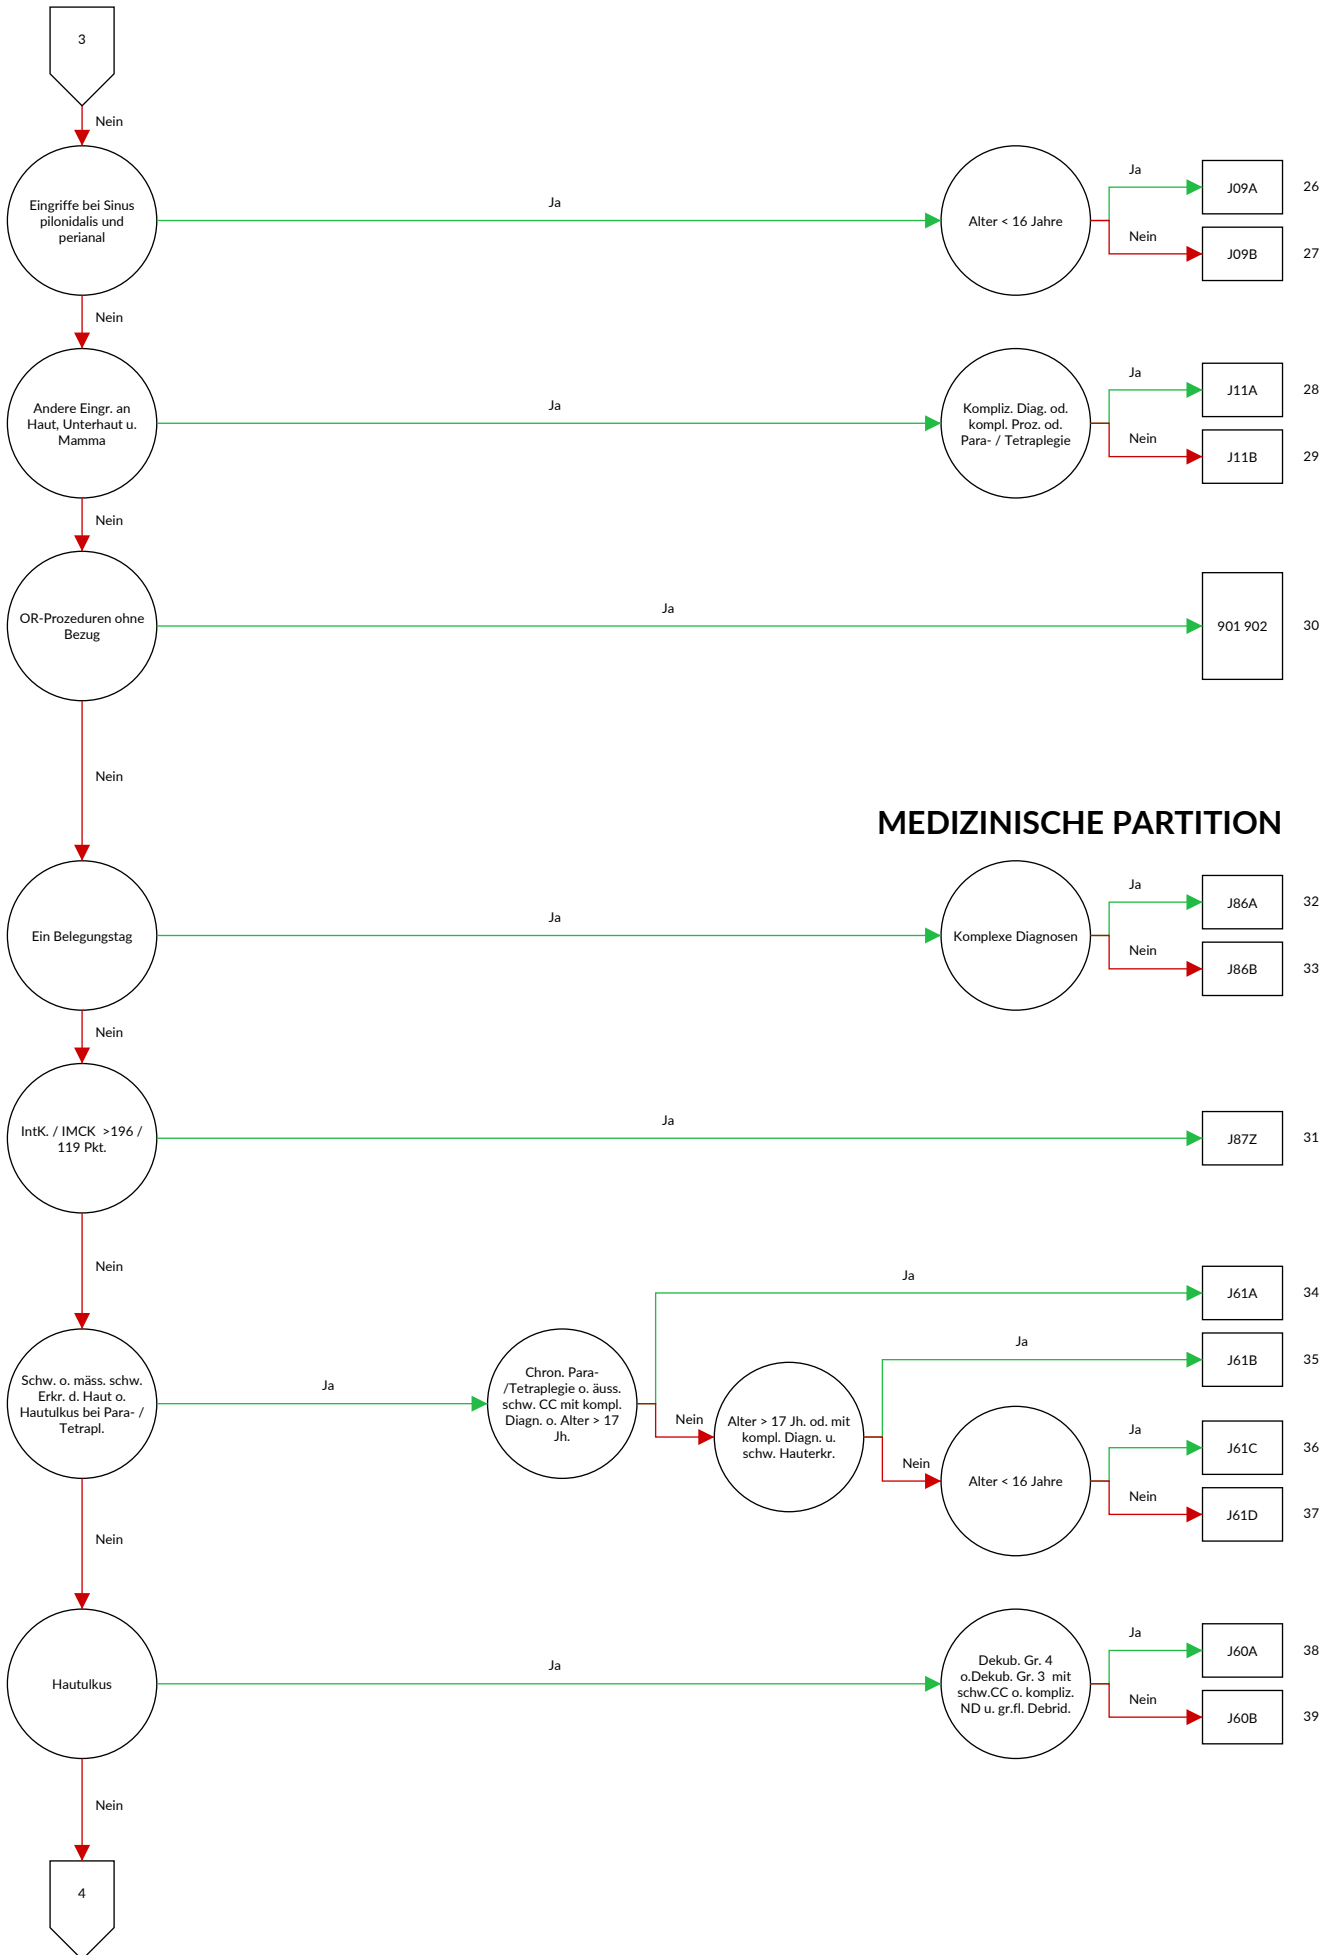 3
Nein
Eingriffe bei Sinus
pilonidalis und
perianal
Ja
Alter < 16 Jahre
Ja
J09A
26
Nein
J09B
27
Nein
Andere Eingr. an
Haut, Unterhaut u.
Mamma
Ja
Kompliz. Diag. od.
kompl. Proz. od.
Para- / Tetraplegie
Ja
J11A
28
Nein
J11B
29
Nein
OR-Prozeduren ohne
Bezug
Ja
901 902
30
Nein
MEDIZINISCHE PARTITION
Ein Belegungstag
Ja
Komplexe Diagnosen
Ja
J86A
32
Nein
J86B
33
Nein
IntK. / IMCK >196 /
119 Pkt.
Ja
J87Z
31
Nein
Schw. o. mäss. schw.
Erkr. d. Haut o.
Hautulkus bei Para- /
Tetrapl.
Ja
Chron. Para-
/Tetraplegie o. äuss.
schw. CC mit kompl.
Diagn. o. Alter > 17
Jh.
Ja
J61A
34
Nein
Alter > 17 Jh. od. mit
kompl. Diagn. u.
schw. Hauterkr.
Ja
J61B
35
Nein
Alter < 16 Jahre
Ja
J61C
36
Nein
J61D
37
Nein
Hautulkus
Ja
Dekub. Gr. 4
o.Dekub. Gr. 3 mit
schw.CC o. kompliz.
ND u. gr.fl. Debrid.
Ja
J60A
38
Nein
J60B
39
Nein
4